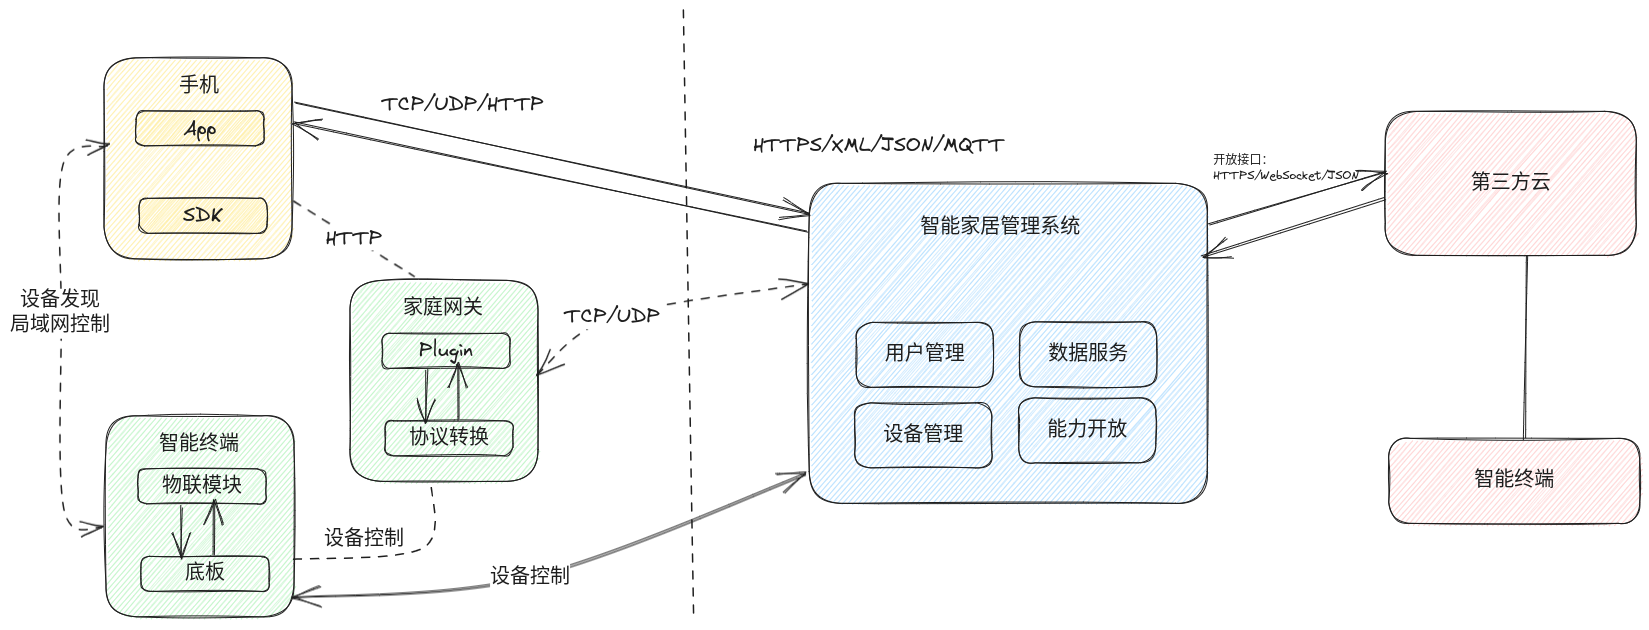 手机
App
SDK
TCP/UDP/HTTP
HTTPS/XML/JSON/MQTT
开放接口:
HTTPS/WebSocket/JSON
第三方云
智能家居管理系统
HTTP
设备发现
局域网控制
家庭网关
Plugin
协议转换
TCP/UDP
用户管理
数据服务
设备管理
能力开放
智能终端
物联模块
底板
设备控制
设备控制
智能终端